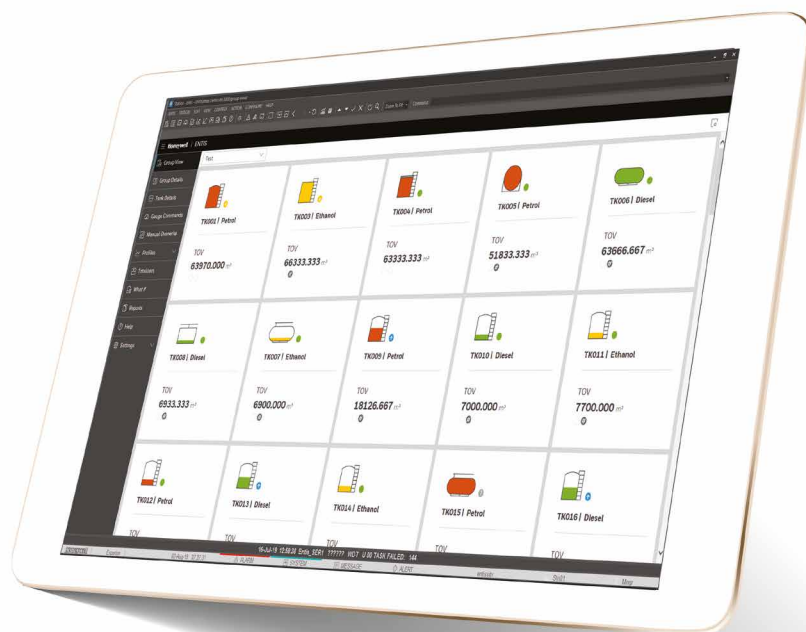 Honeywell | ENTIS
Group View
Test
Group Details
Tank Details
Gauge Commands
Manual Overwrite
Profiles
What If
Reports
Help
Settings
TK001 | Petrol
TOV
63970.000 m³
TK003 | Ethanol
TOV
66333.333 m³
TK004 | Petrol
TOV
63333.333 m³
TK005 | Petrol
TOV
51833.333 m³
TK006 | Diesel
TOV
63666.667 m³
TK008 | Diesel
TOV
6933.333 m³
TK007 | Ethanol
TOV
6900.000 m³
TK009 | Petrol
TOV
18126.667 m³
TK010 | Diesel
TOV
7000.000 m³
TK011 | Ethanol
TOV
7700.000 m³
TK012 | Petrol
TOV
TK013 | Diesel
TOV
TK014 | Ethanol
TOV
TK015 | Petrol
TOV
TK016 | Diesel
TOV
ALARM
SYSTEM
MESSAGE
ALERT
Stn01
Mngr